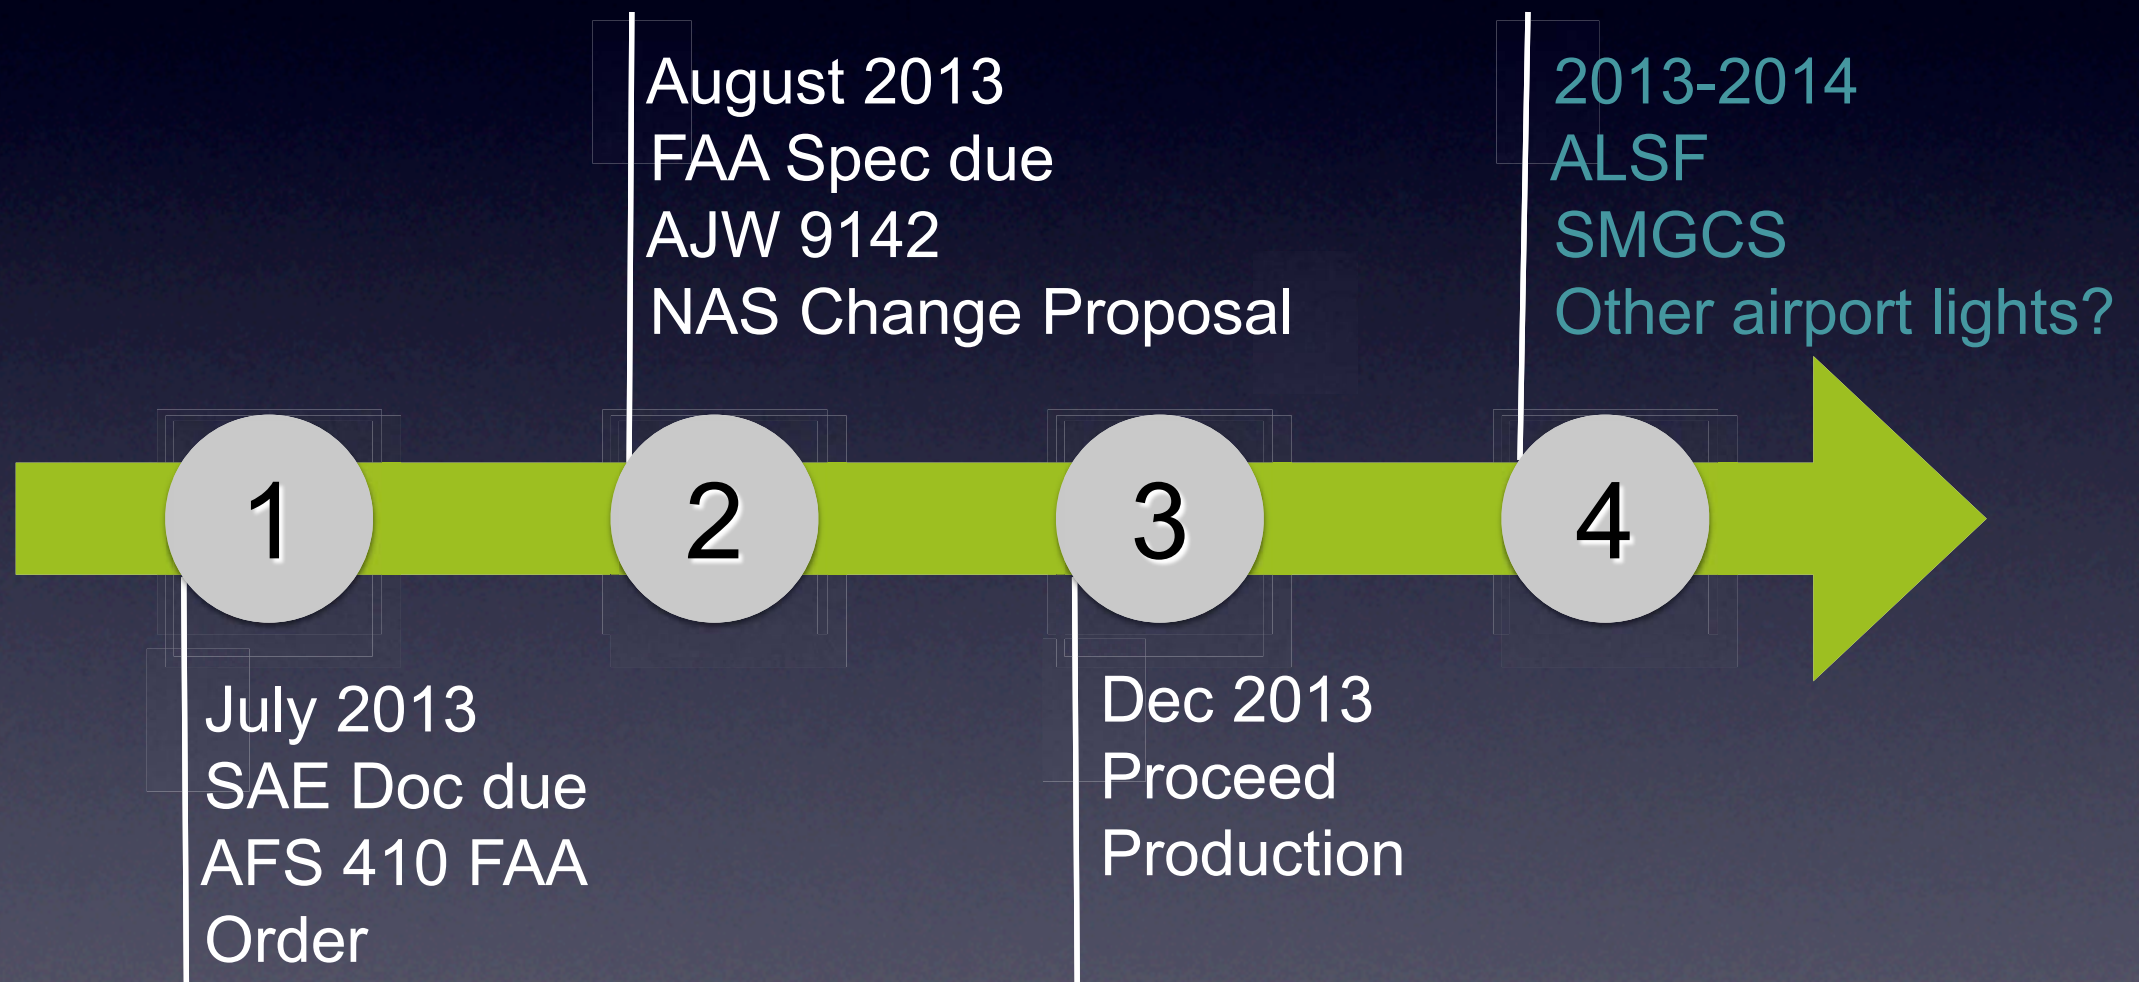 August 2013
FAA Spec due
AJW 9142
NAS Change Proposal
2013-2014
ALSF
SMGCS
Other airport lights?
1
2
3
4
July 2013
SAE Doc due
AFS 410 FAA
Order
Dec 2013
Proceed
Production